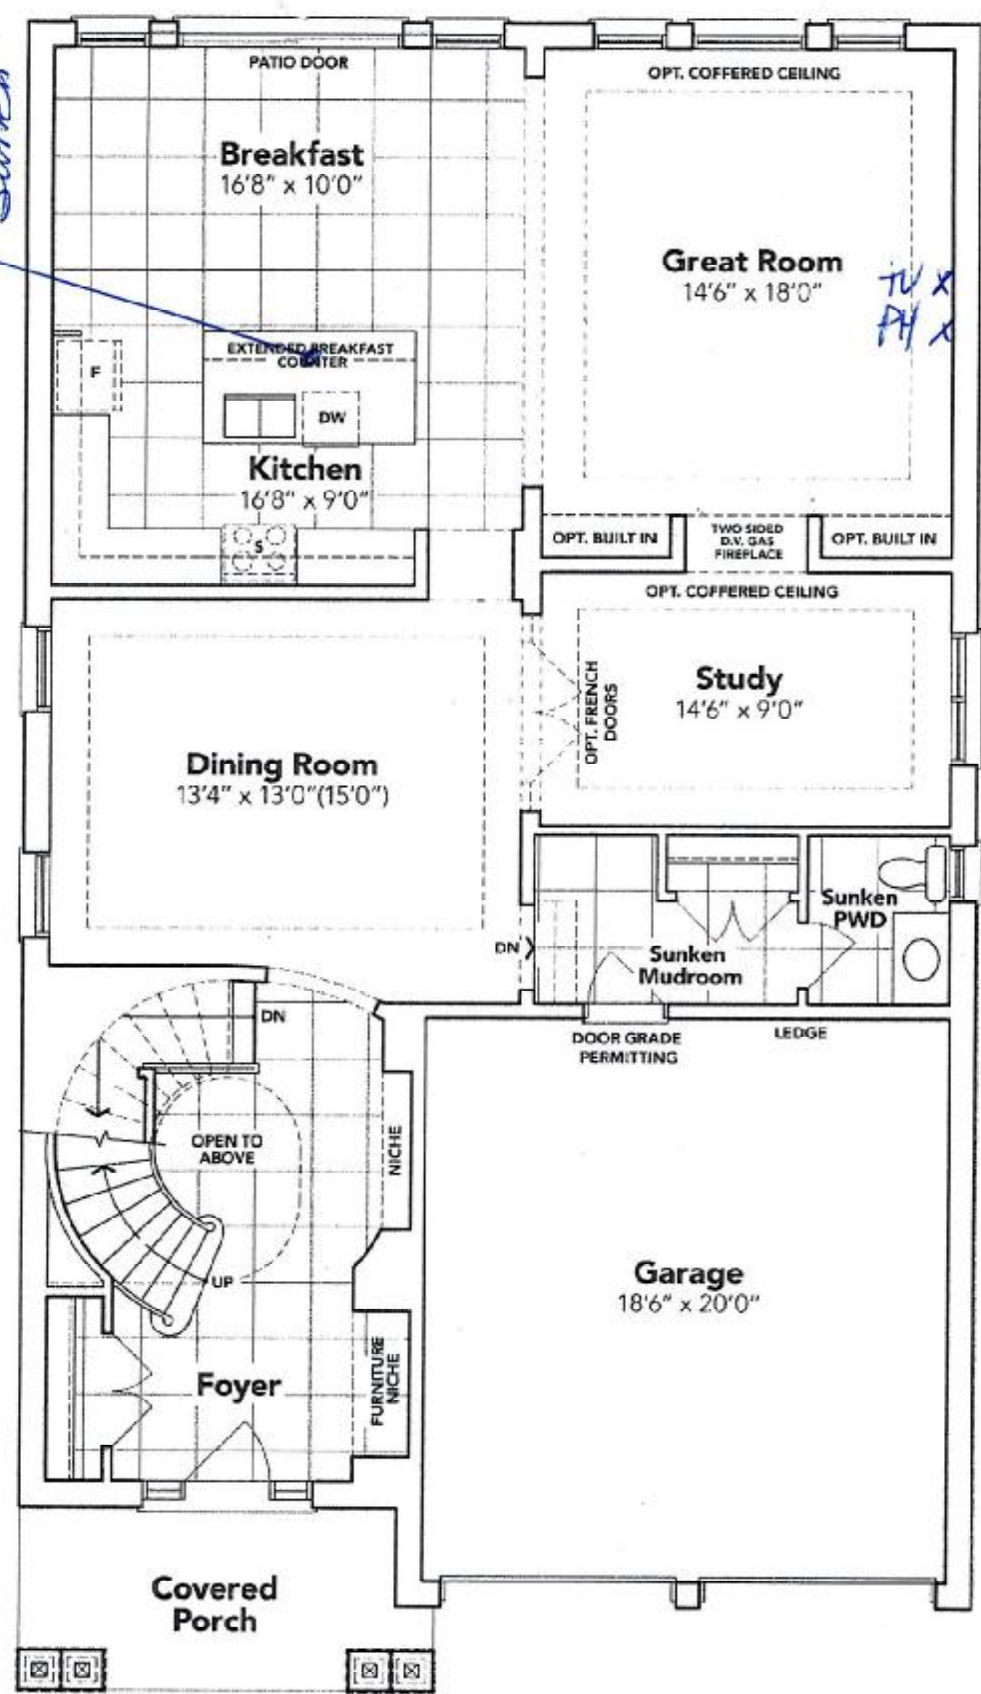 PATIO DOOR
OPT. COFFERED CEILING
Breakfast
16'8" x 10'0"
Great Room
14'6" x 18'0"
TV X
PH X
EXTENDED BREAKFAST
COUNTER
F
DW
Kitchen
16'8" x 9'0"
S
OPT. BUILT IN
TWO SIDED
D.V. GAS
FIREPLACE
OPT. BUILT IN
OPT. COFFERED CEILING
Study
14'6" x 9'0"
OPT. FRENCH
DOORS
Dining Room
13'4" x 13'0"(15'0")
Sunken
PWD
DN
Sunken
Mudroom
DN
DOOR GRADE
PERMITTING
LEDGE
OPEN TO
ABOVE
NICHE
UP
Garage
18'6" x 20'0"
Foyer
FURNITURE
NICHE
Covered
Porch